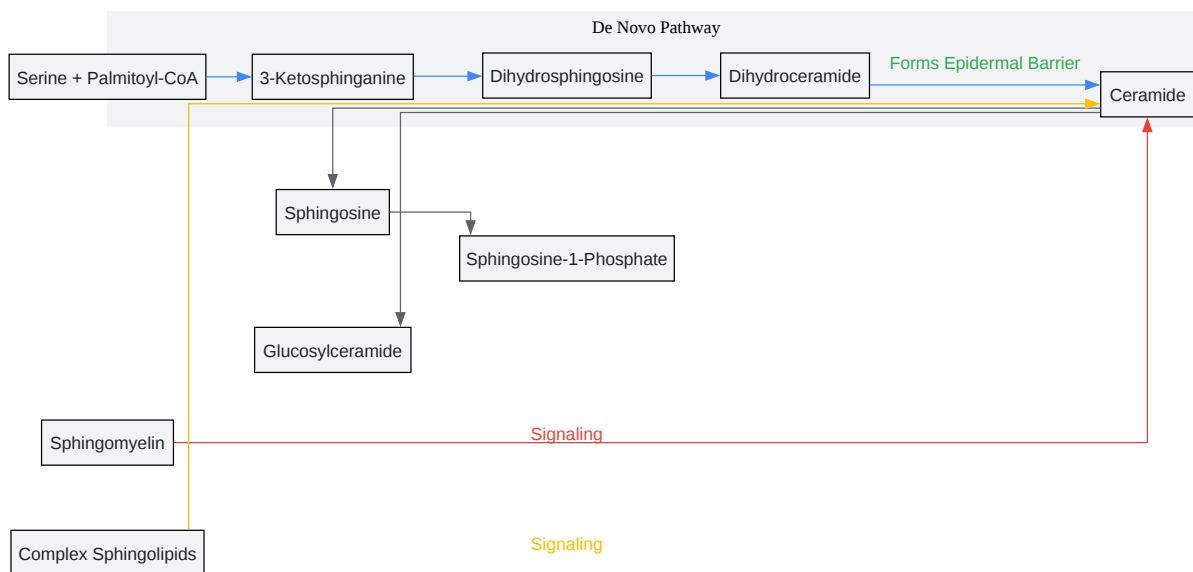 De Novo Pathway
Serine + Palmitoyl-CoA
3-Ketosphinganine
Dihydrosphingosine
Dihydroceramide
Forms Epidermal Barrier
Ceramide
Sphingosine
Sphingosine-1-Phosphate
Glucosylceramide
Sphingomyelin
Signaling
Complex Sphingolipids
Signaling